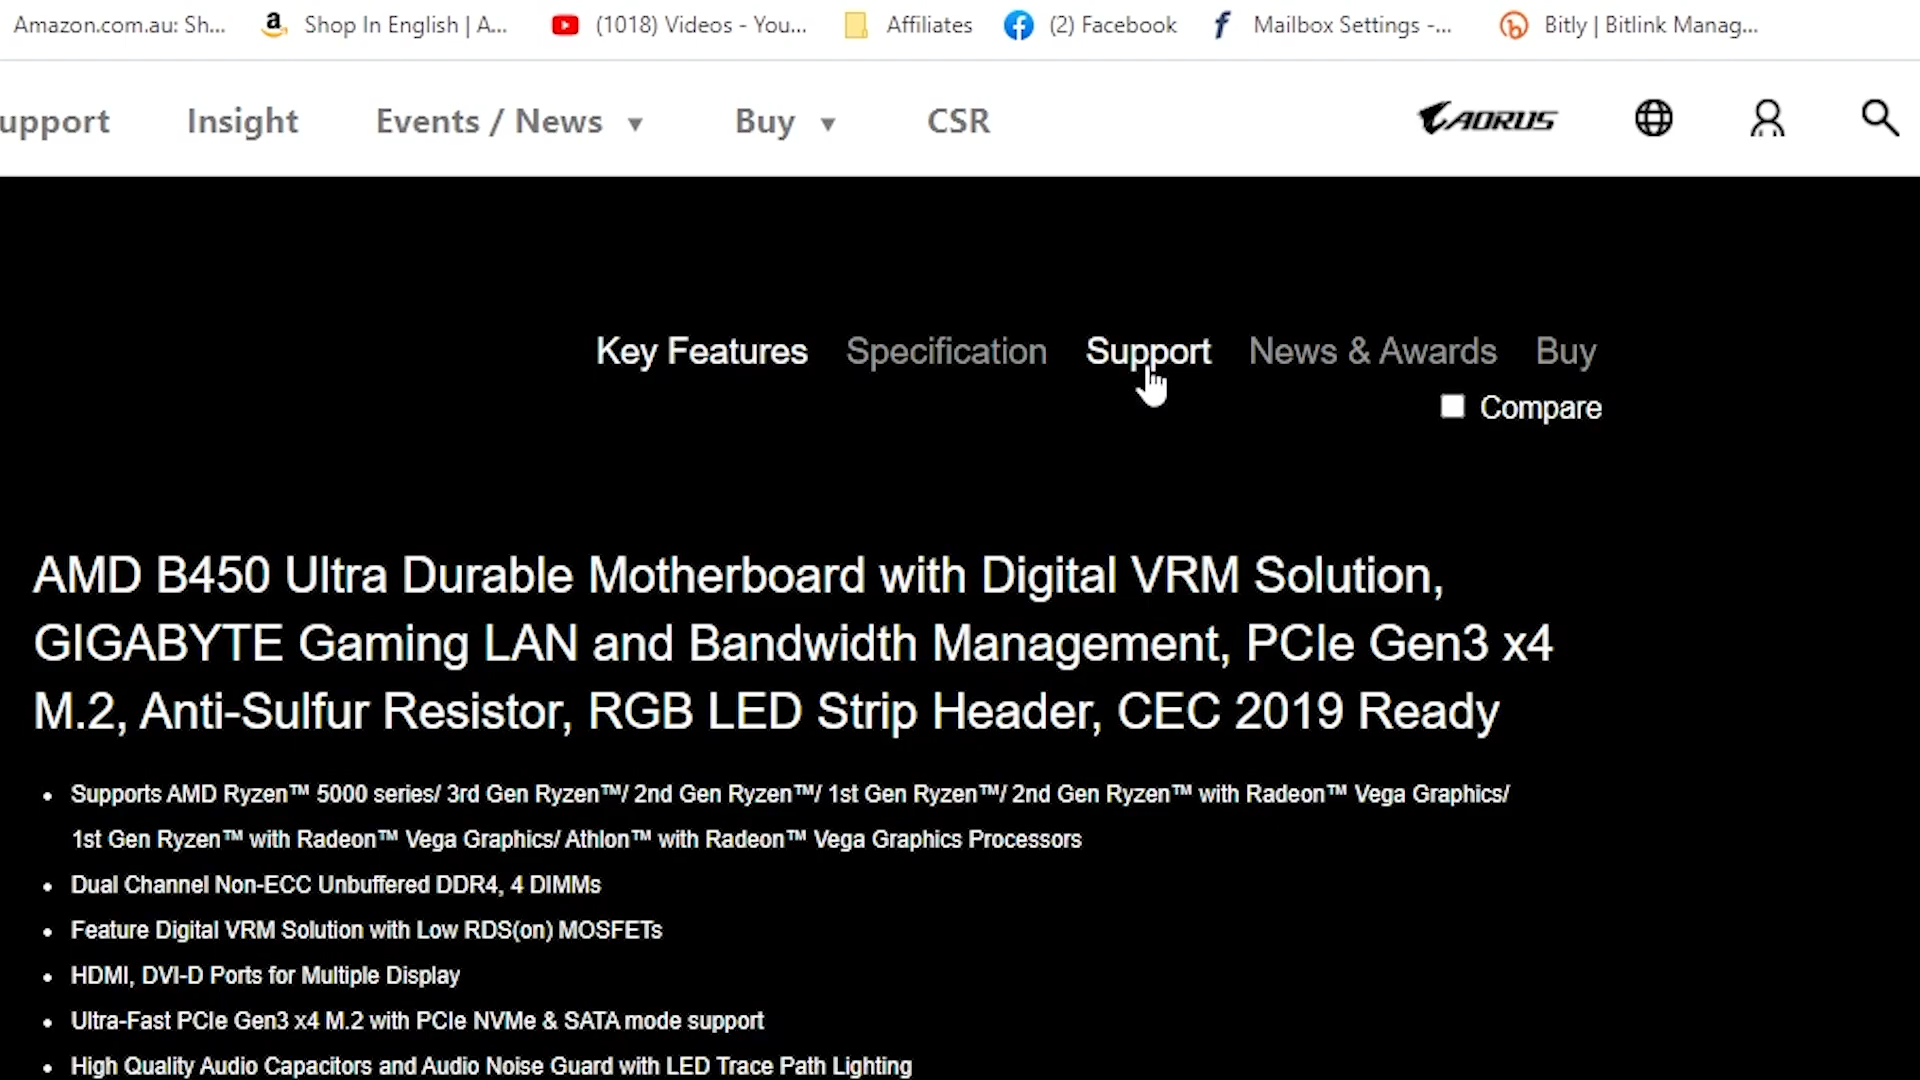 Amazon.com.au: Sh... Shop In English | A... (1018) Videos - You... Affiliates (2) Facebook Mailbox Settings -... Bitly | Bitlink Manag...
upport Insight Events / News Buy CSR AORUS
Key Features Specification Support News & Awards Buy
Compare
AMD B450 Ultra Durable Motherboard with Digital VRM Solution,
GIGABYTE Gaming LAN and Bandwidth Management, PCIe Gen3 x4
M.2, Anti-Sulfur Resistor, RGB LED Strip Header, CEC 2019 Ready
• Supports AMD Ryzen™ 5000 series/ 3rd Gen Ryzen™/ 2nd Gen Ryzen™/ 1st Gen Ryzen™/ 2nd Gen Ryzen™ with Radeon™ Vega Graphics/
1st Gen Ryzen™ with Radeon™ Vega Graphics/ Athlon™ with Radeon™ Vega Graphics Processors
• Dual Channel Non-ECC Unbuffered DDR4, 4 DIMMs
• Feature Digital VRM Solution with Low RDS(on) MOSFETs
• HDMI, DVI-D Ports for Multiple Display
• Ultra-Fast PCIe Gen3 x4 M.2 with PCIe NVMe & SATA mode support
• High Quality Audio Capacitors and Audio Noise Guard with LED Trace Path Lighting